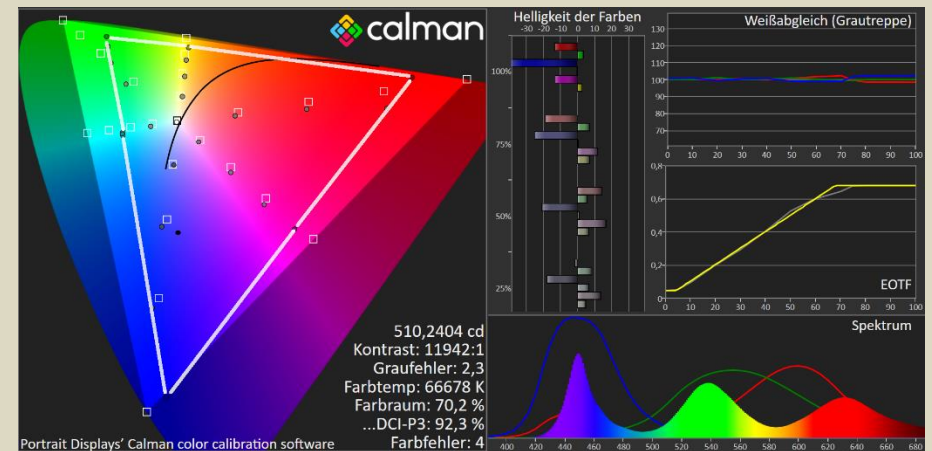 calman
510,2404 cd
Kontrast: 11942:1
Graufehler: 2,3
Farbtemp: 66678 K
Farbraum: 70,2 %
...DCI-P3: 92,3 %
Farbfehler: 4
Portrait Displays' Calman color calibration software
Helligkeit der Farben
-30 -20 -10 0 10 20 30
100%
75%
50%
25%
Weißabgleich (Grautreppe)
130
120
110
100
90
80
70
0 10 20 30 40 50 60 70 80 90 100
0,8
0,6
0,4
0,2
0
EOTF
0 10 20 30 40 50 60 70 80 90 100
Spektrum
400 420 440 460 480 500 520 540 560 580 600 620 640 660 680